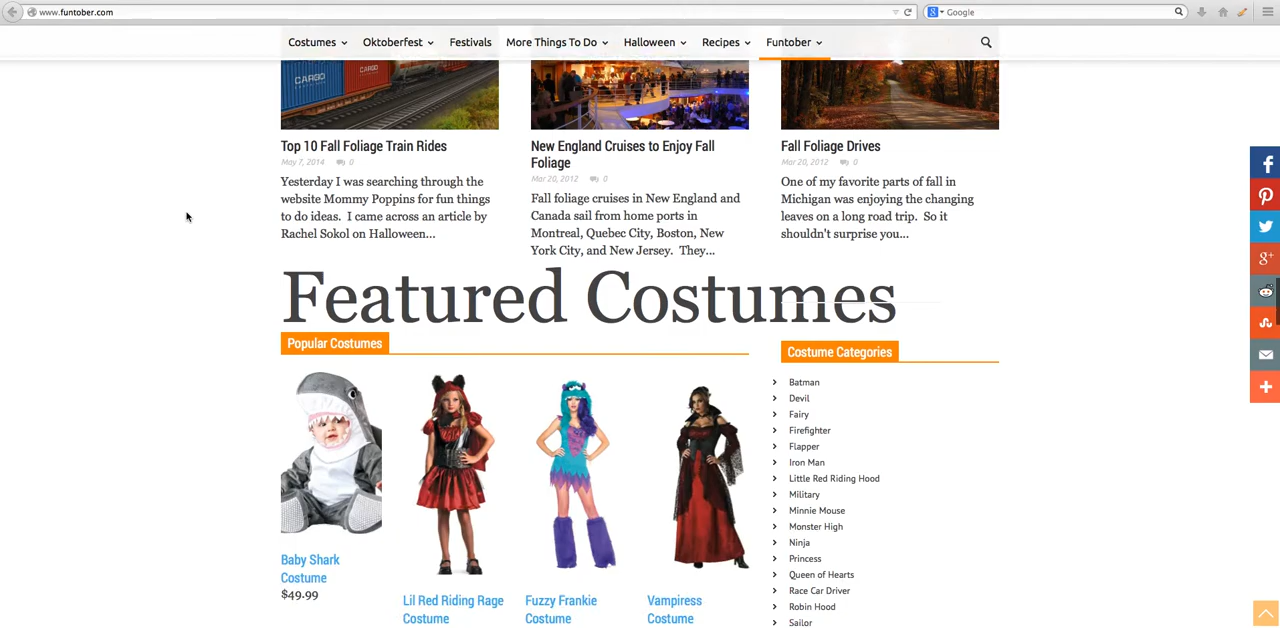 www.funtober.com
Google
Costumes Oktoberfest Festivals More Things To Do Halloween Recipes Funtober
CARGO CARGO
Top 10 Fall Foliage Train Rides
May 7, 2014 0
Yesterday I was searching through the
website Mommy Poppins for fun things
to do ideas. I came across an article by
Rachel Sokol on Halloween...
New England Cruises to Enjoy Fall
Foliage
Mar 20, 2012 0
Fall foliage cruises in New England and
Canada sail from home ports in
Montreal, Quebec City, Boston, New
York City, and New Jersey. They...
Fall Foliage Drives
Mar 20, 2012 0
One of my favorite parts of fall in
Michigan was enjoying the changing
leaves on a long road trip. So it
shouldn't surprise you...
Featured Costumes
Popular Costumes
Baby Shark
Costume
$49.99
Lil Red Riding Rage
Costume
Fuzzy Frankie
Costume
Vampiress
Costume
Costume Categories
Batman
Devil
Fairy
Firefighter
Flapper
Iron Man
Little Red Riding Hood
Military
Minnie Mouse
Monster High
Ninja
Princess
Queen of Hearts
Race Car Driver
Robin Hood
Sailor